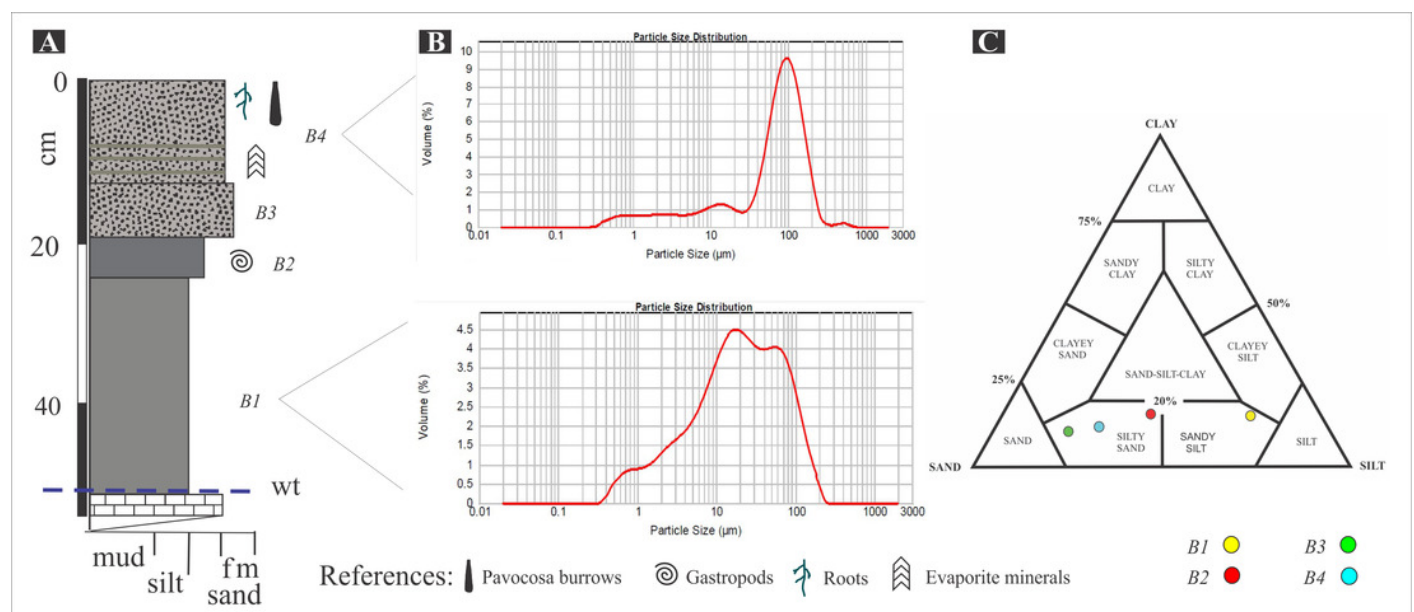 A
0
cm
20
40
B4
B3
B2
B1
wt
mud
silt
f m
sand
B
Particle Size Distribution
Volume (%)
10
9
8
7
6
5
4
3
2
1
0
0.01 0.1 1 10 100 1000 3000
Particle Size (µm)
Particle Size Distribution
Volume (%)
4.5
4
3.5
3
2.5
2
1.5
1
0.5
0
0.01 0.1 1 10 100 1000 3000
Particle Size (µm)
C
CLAY
CLAY
75%
SANDY
CLAY
SILTY
CLAY
50%
CLAYEY
SAND
CLAYEY
SILT
SAND-SILT-CLAY
25%
20%
SAND
SILTY
SAND
SANDY
SILT
SILT
SAND
SILT
B1 B3
B2 B4
References: Pavocosa burrows Gastropods Roots Evaporite minerals